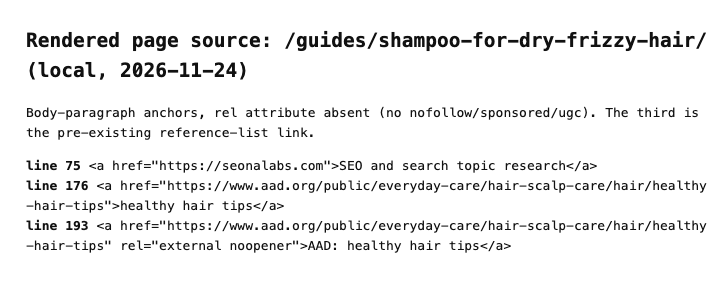 Rendered page source: /guides/shampoo-for-dry-frizzy-hair/
(local, 2026-11-24)
Body-paragraph anchors, rel attribute absent (no nofollow/sponsored/ugc). The third is
the pre-existing reference-list link.
line 75 <a href="https://seonalabs.com">SEO and search topic research</a>
line 176 <a href="https://www.aad.org/public/everyday-care/hair-scalp-care/hair/healthy
-hair-tips">healthy hair tips</a>
line 193 <a href="https://www.aad.org/public/everyday-care/hair-scalp-care/hair/healthy
-hair-tips" rel="external noopener">AAD: healthy hair tips</a>